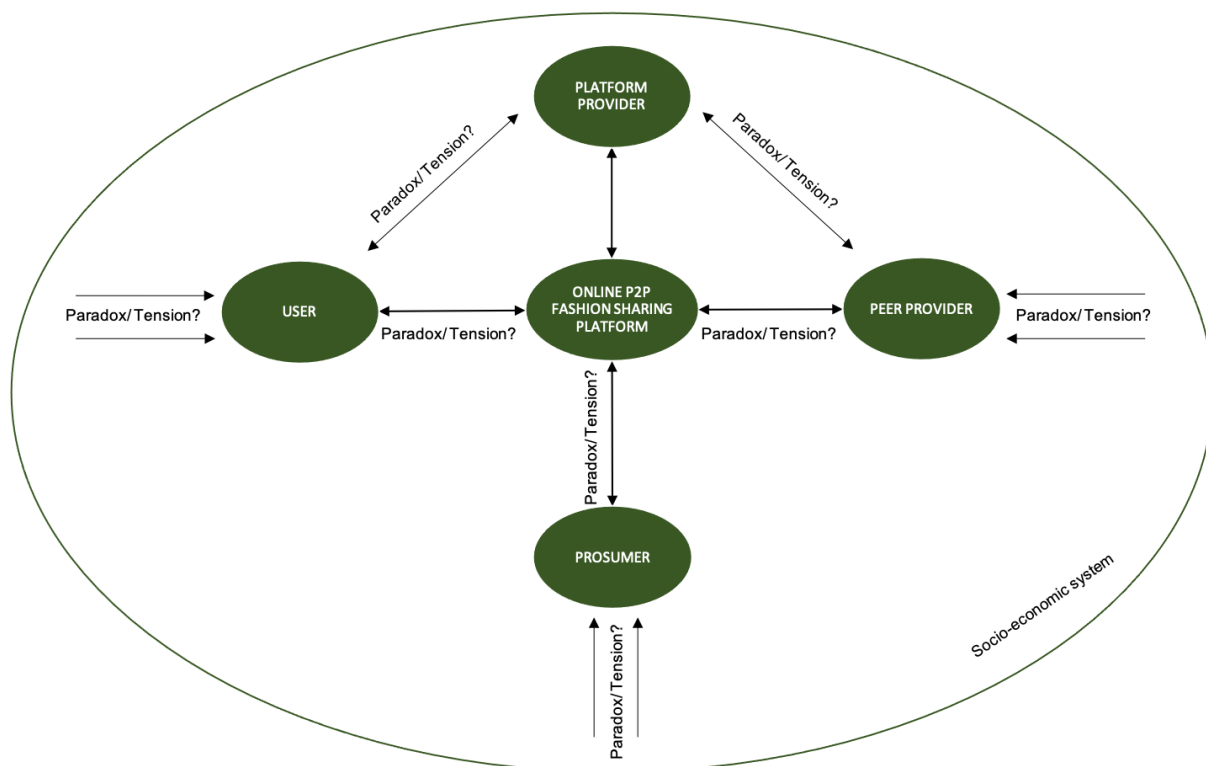 PLATFORM
PROVIDER
Paradox/Tension?
Paradox/Tension?
USER
ONLINE P2P
FASHION SHARING
PLATFORM
PEER PROVIDER
Paradox/Tension?
Paradox/Tension?
Paradox/Tension?
Paradox/Tension?
Paradox/Tension?
PROSUMER
Socio-economic system
Paradox/Tension?